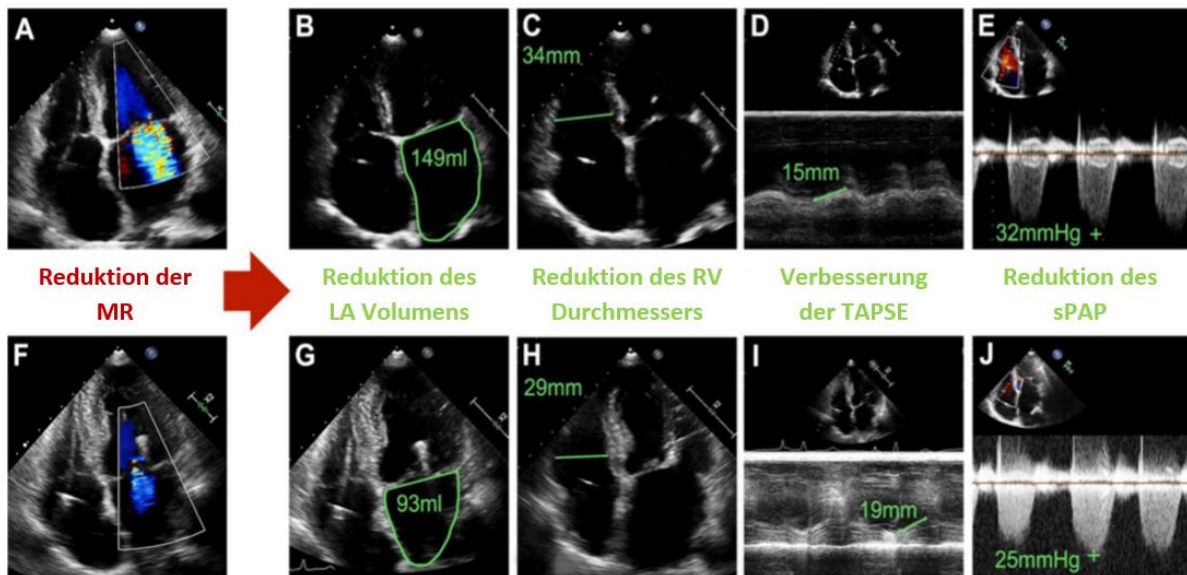 A
B
C
D
E
34mm
149ml
15mm
32mmHg +
Reduktion der
MR
Reduktion des
LA Volumens
Reduktion des RV
Durchmessers
Verbesserung
der TAPSE
Reduktion des
sPAP
F
G
H
I
J
29mm
93ml
19mm
25mmHg +